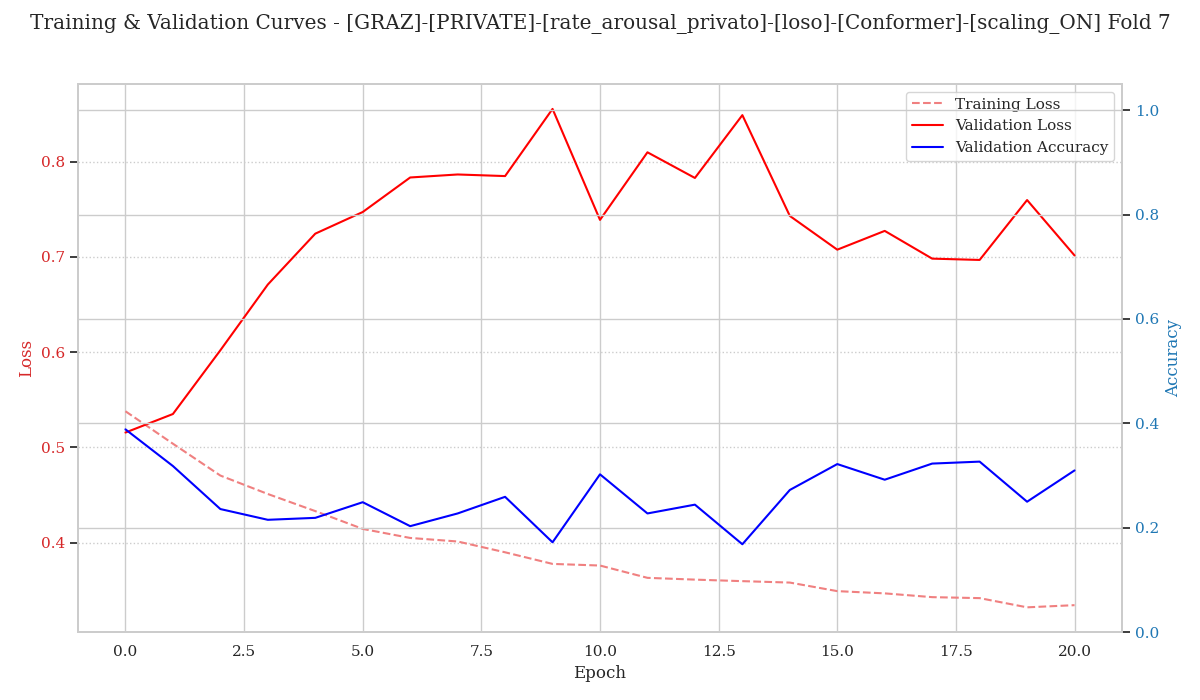 Training & Validation Curves - [GRAZ]-[PRIVATE]-[rate_arousal_privato]-[loso]-[Conformer]-[scaling_ON] Fold 7
Training Loss
Validation Loss
Validation Accuracy
Loss
0.8
0.7
0.6
0.5
0.4
Accuracy
1.0
0.8
0.6
0.4
0.2
0.0
0.0 2.5 5.0 7.5 10.0 12.5 15.0 17.5 20.0
Epoch